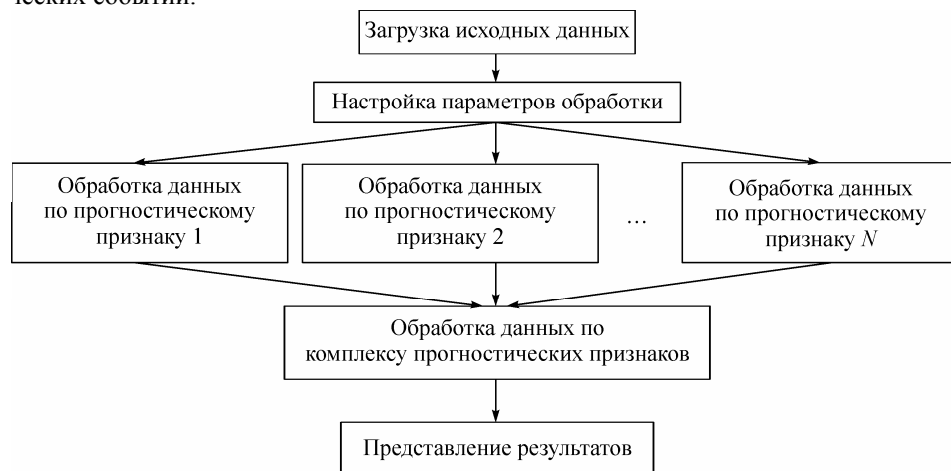 ческих событий.
Загрузка исходных данных
Настройка параметров обработки
Обработка данных
по прогностическому
признаку 1
Обработка данных
по прогностическому
признаку 2
...
Обработка данных
по прогностическому
признаку N
Обработка данных по
комплексу прогностических признаков
Представление результатов